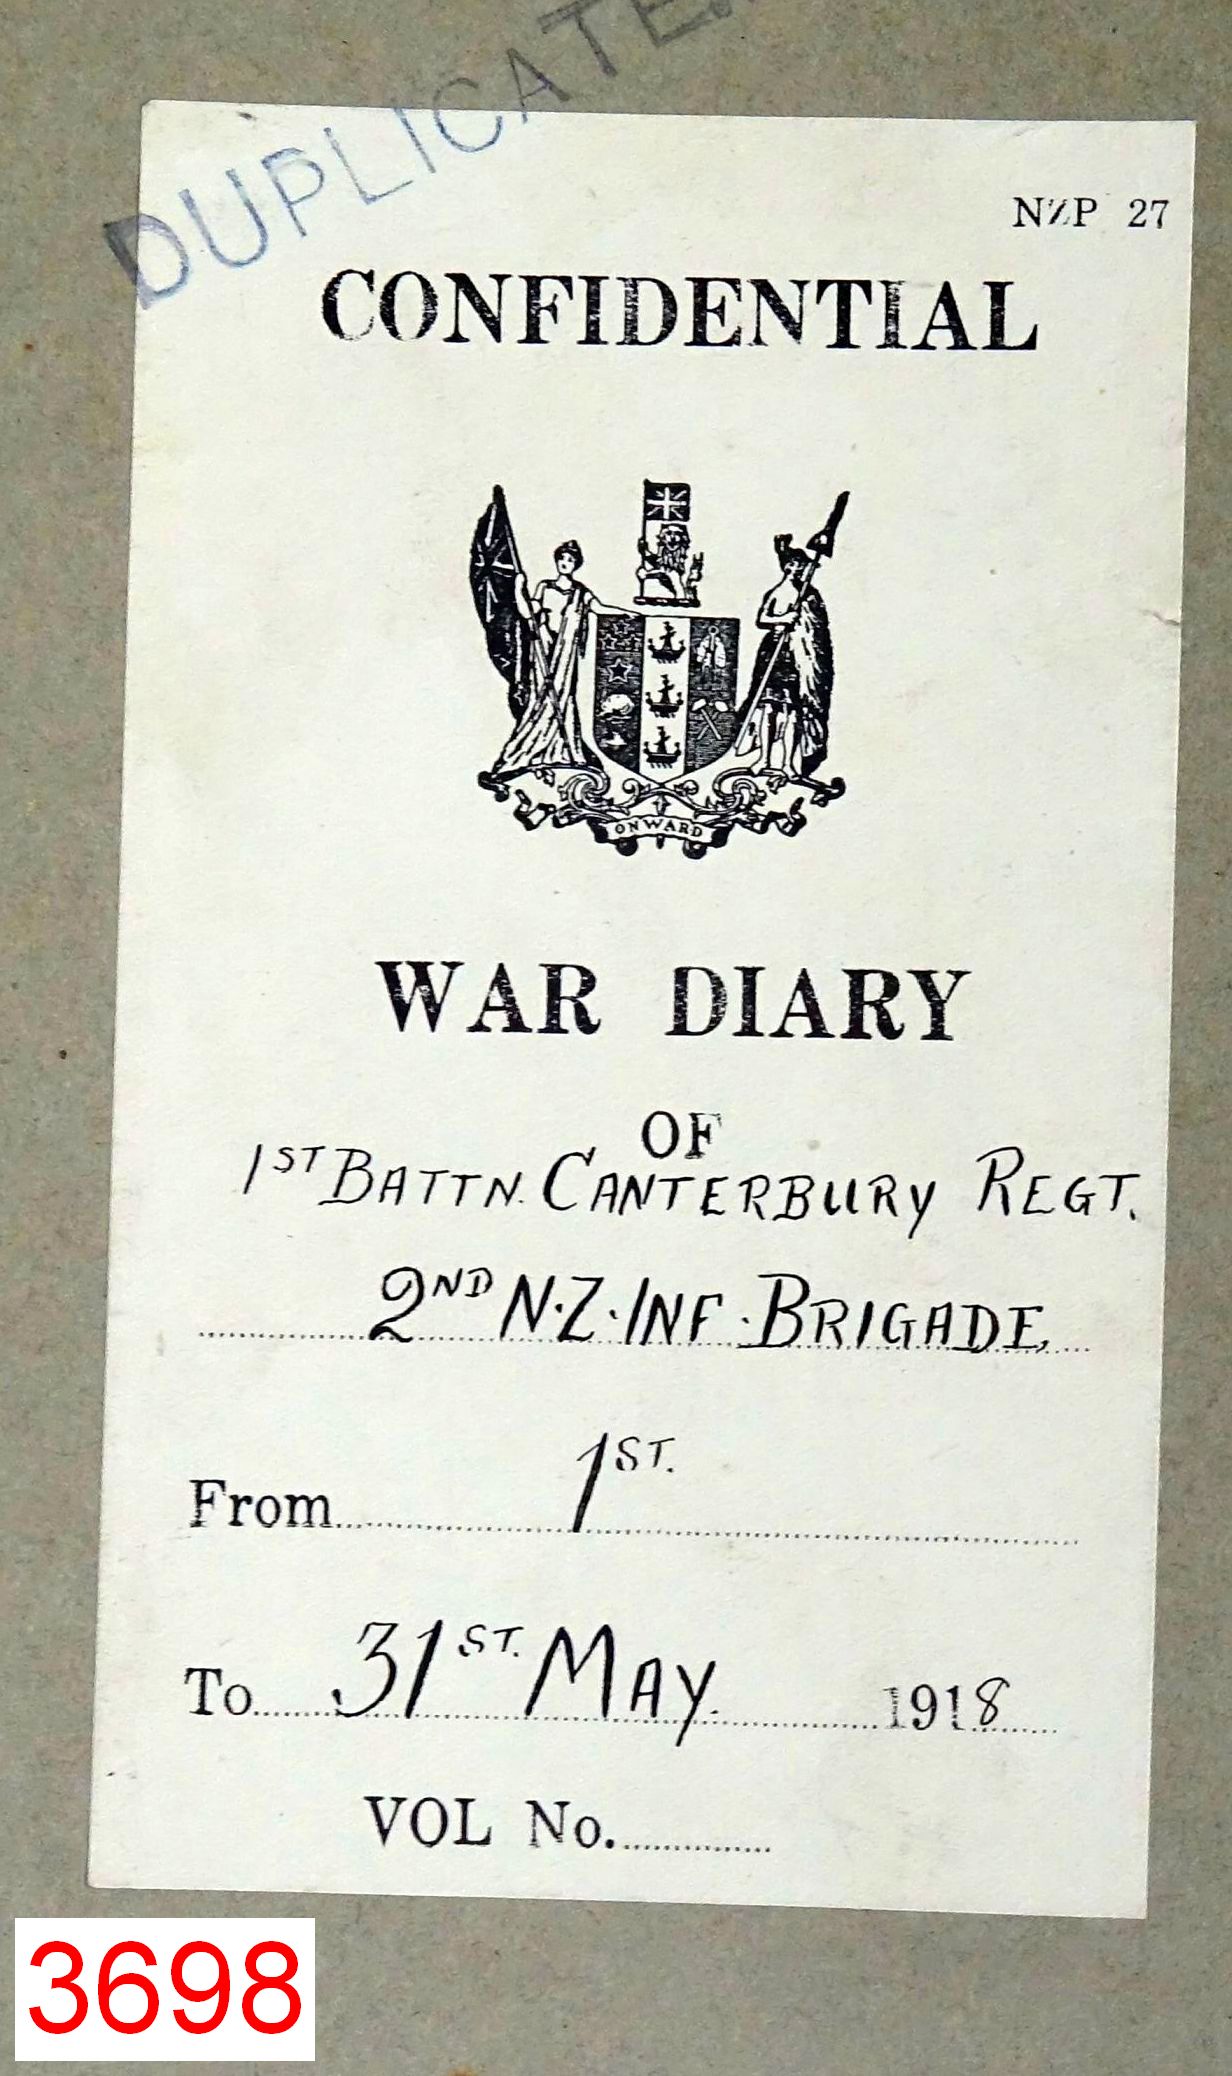 DUPLICATE.
NZP 27
CONFIDENTIAL
ONWARD
WAR DIARY
OF
1ST BATTN. CANTERBURY REGT.
2ND N.Z. INF. BRIGADE,
From 1ST.
To 31ST. MAY. 1918
VOL No.
3698